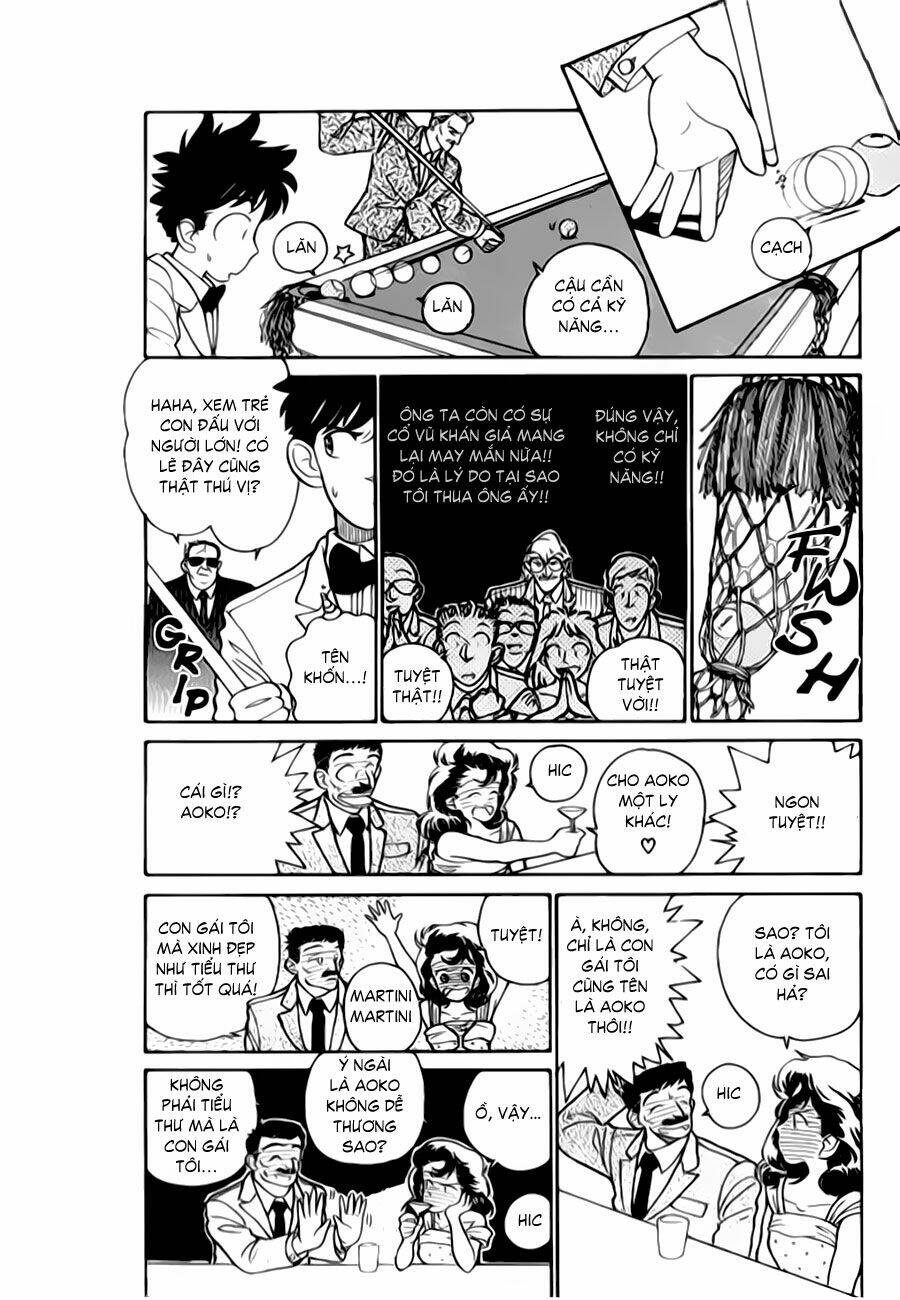 CẠCH
LĂN
LĂN
CẬU CẦN
CÓ CẢ KỸ
NĂNG...
FWSH
ĐÚNG VẬY,
KHÔNG CHỈ
CÓ KỸ
NĂNG!!
ÔNG TA CÒN CÓ SỰ
CỔ VŨ KHÁN GIẢ MANG
LẠI MAY MẮN NỮA!!
ĐÓ LÀ LÝ DO TẠI SAO
TÔI THUA ÔNG ẤY!!
THẬT
TUYỆT
VỜI!!
TUYỆT
THẬT!!
HAHA, XEM TRẺ
CON ĐẤU VỚI
NGƯỜI LỚN! CÓ
LẼ ĐÂY CŨNG
THẬT THÚ VỊ?
TÊN
KHỐN...!
GRIP
NGON
TUYỆT!!
CHO AOKO
MỘT LY
KHÁC!
♡
HIC
CÁI GÌ!?
AOKO!?
SAO? TÔI
LÀ AOKO,
CÓ GÌ SAI
HẢ?
À, KHÔNG,
CHỈ LÀ CON
GÁI TÔI
CŨNG TÊN
LÀ AOKO
THÔI!!
HIC
TUYỆT!
MARTINI
MARTINI
CON GÁI TÔI
MÀ XINH ĐẸP
NHƯ TIỂU THƯ
THÌ TỐT QUÁ!
Ồ, VẬY...
Ý NGÀI
LÀ AOKO
KHÔNG DỄ
THƯƠNG
SAO?
HIC
KHÔNG
PHẢI TIỂU
THƯ MÀ LÀ
CON GÁI
TÔI...